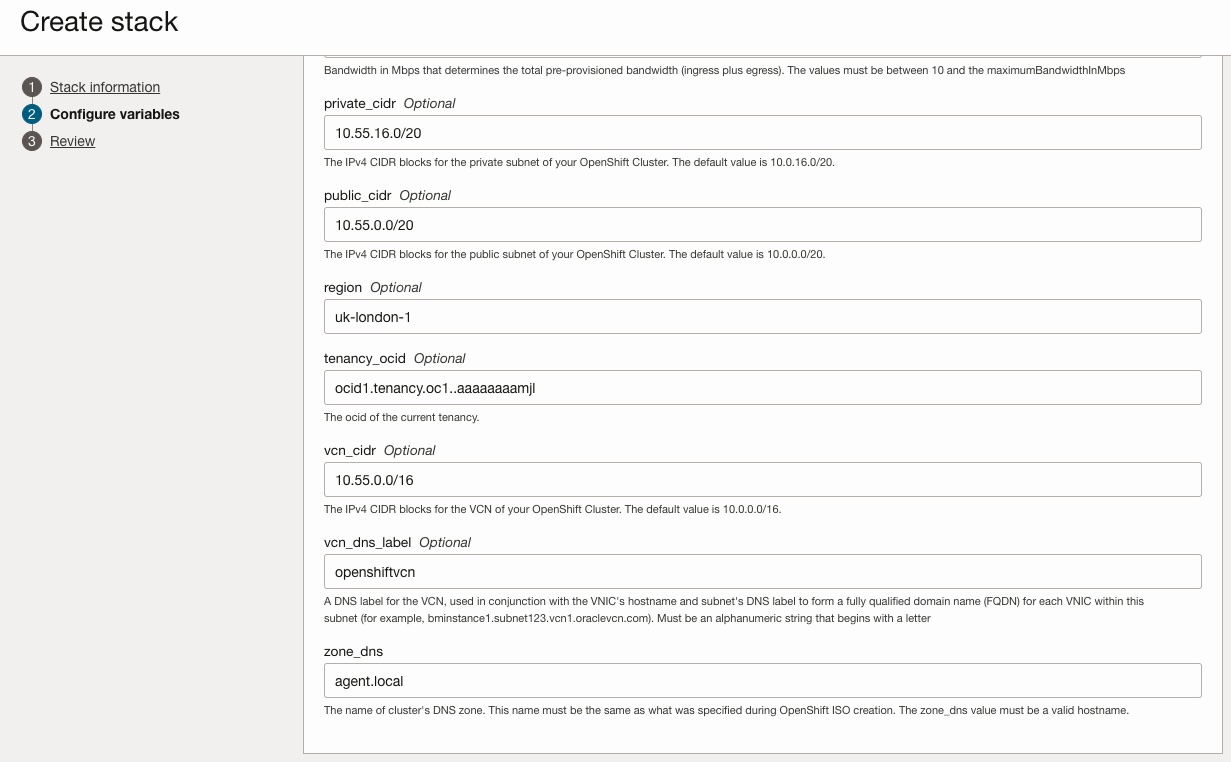 Create stack
1 Stack information
2 Configure variables
3 Review
Bandwidth in Mbps that determines the total pre-provisioned bandwidth (ingress plus egress). The values must be between 10 and the maximumBandwidthInMbps
private_cidr Optional
10.55.16.0/20
The IPv4 CIDR blocks for the private subnet of your OpenShift Cluster. The default value is 10.0.16.0/20.
public_cidr Optional
10.55.0.0/20
The IPv4 CIDR blocks for the public subnet of your OpenShift Cluster. The default value is 10.0.0.0/20.
region Optional
uk-london-1
tenancy_ocid Optional
ocid1.tenancy.oc1..aaaaaaaamjl
The ocid of the current tenancy.
vcn_cidr Optional
10.55.0.0/16
The IPv4 CIDR blocks for the VCN of your OpenShift Cluster. The default value is 10.0.0.0/16.
vcn_dns_label Optional
openshiftvcn
A DNS label for the VCN, used in conjunction with the VNIC's hostname and subnet's DNS label to form a fully qualified domain name (FQDN) for each VNIC within this
subnet (for example, bminstance1.subnet123.vcn1.oraclevcn.com). Must be an alphanumeric string that begins with a letter
zone_dns
agent.local
The name of cluster's DNS zone. This name must be the same as what was specified during OpenShift ISO creation. The zone_dns value must be a valid hostname.